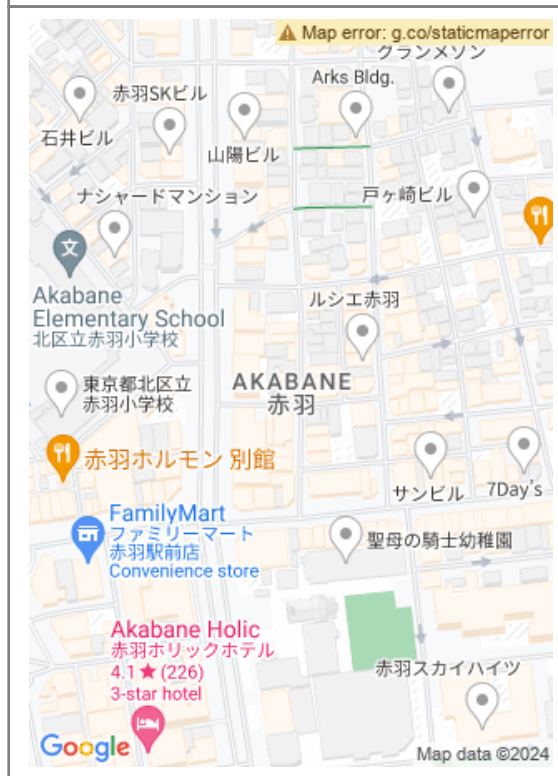 Map error: g.co/staticmaperror
グランメゾン
Arks Bldg.
赤羽SKビル
石井ビル
山陽ビル
ナシャードマンション
戸ヶ崎ビル
文
Akabane
Elementary School
北区立赤羽小学校
ルシエ赤羽
東京都北区立
赤羽小学校
AKABANE
赤羽
赤羽ホルモン 別館
サンビル
7Day's
FamilyMart
ファミリーマート
赤羽駅前店
Convenience store
聖母の騎士幼稚園
Akabane Holic
赤羽ホリックホテル
4.1★(226)
3-star hotel
赤羽スカイハイツ
Google
Map data ©2024